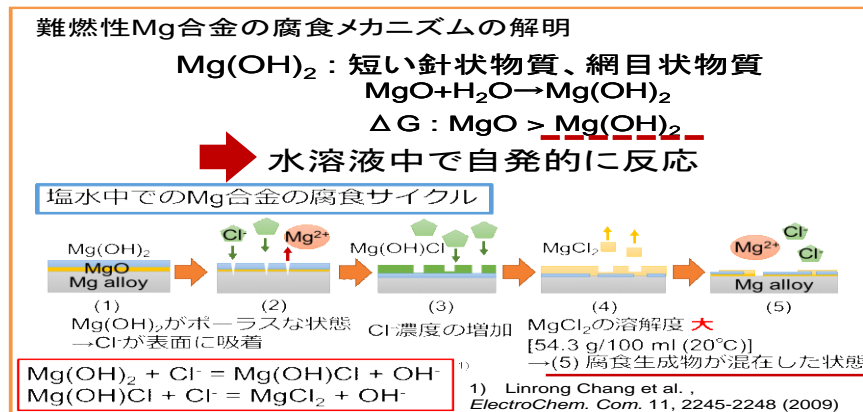 難燃性Mg合金の腐食メカニズムの解明
Mg(OH)₂：短い針状物質、網目状物質
MgO+H₂O→Mg(OH)₂
ΔG：MgO > Mg(OH)₂
水溶液中で自発的に反応
塩水中でのMg合金の腐食サイクル
Mg(OH)₂
MgO
Mg alloy
(1)
Cl⁻
Mg²⁺
(2)
Mg(OH)Cl
(3)
MgCl₂
(4)
Mg²⁺
Cl⁻
Cl⁻
Mg alloy
(5)
Mg(OH)₂がポーラスな状態
→Cl⁻が表面に吸着
Cl⁻濃度の増加
1)
MgCl₂の溶解度 大
[54.3 g/100 ml (20℃)]
→(5) 腐食生成物が混在した状態
Mg(OH)₂ + Cl⁻ = Mg(OH)Cl + OH⁻
Mg(OH)Cl + Cl⁻ = MgCl₂ + OH⁻
1) Linrong Chang et al. ,
ElectroChem. Com. 11, 2245-2248 (2009)